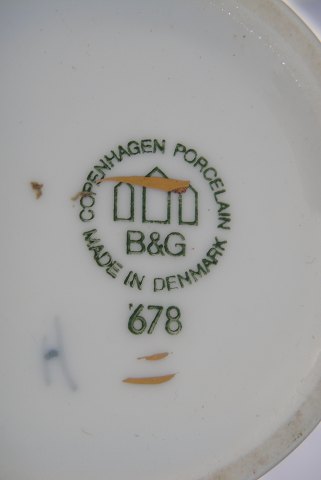 COPENHAGEN PORCELAIN
B&G
MADE IN DENMARK
678
H